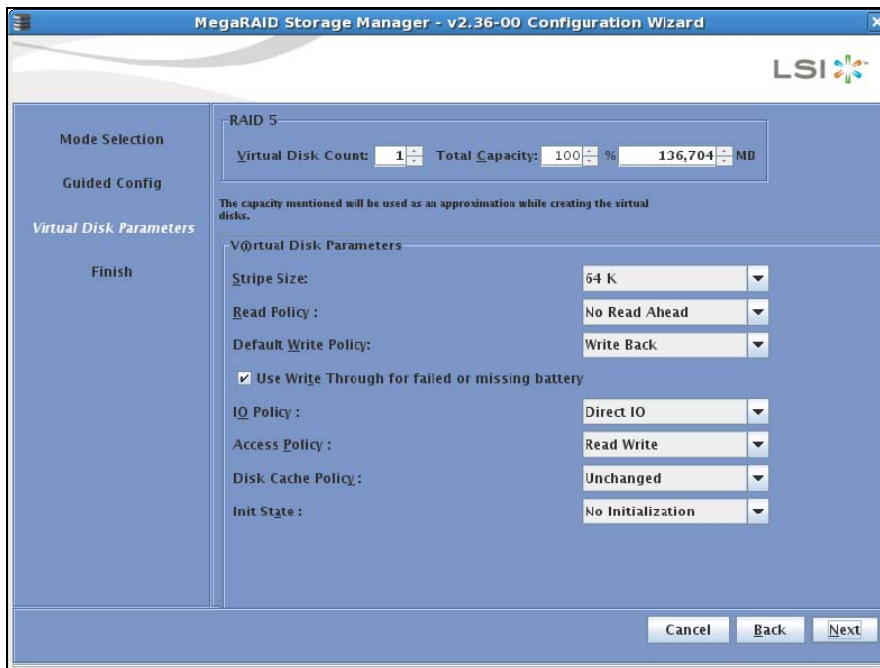 MegaRAID Storage Manager - v2.36-00 Configuration Wizard
LSI
Mode Selection
Guided Config
Virtual Disk Parameters
Finish
RAID 5
Virtual Disk Count: 1 Total Capacity: 100 % 136,704 MB
The capacity mentioned will be used as an approximation while creating the virtual
disks.
V@rtual Disk Parameters
Stripe Size: 64 K
Read Policy : No Read Ahead
Default Write Policy: Write Back
Use Write Through for failed or missing battery
IO Policy : Direct IO
Access Policy : Read Write
Disk Cache Policy: Unchanged
Init State : No Initialization
Cancel Back Next